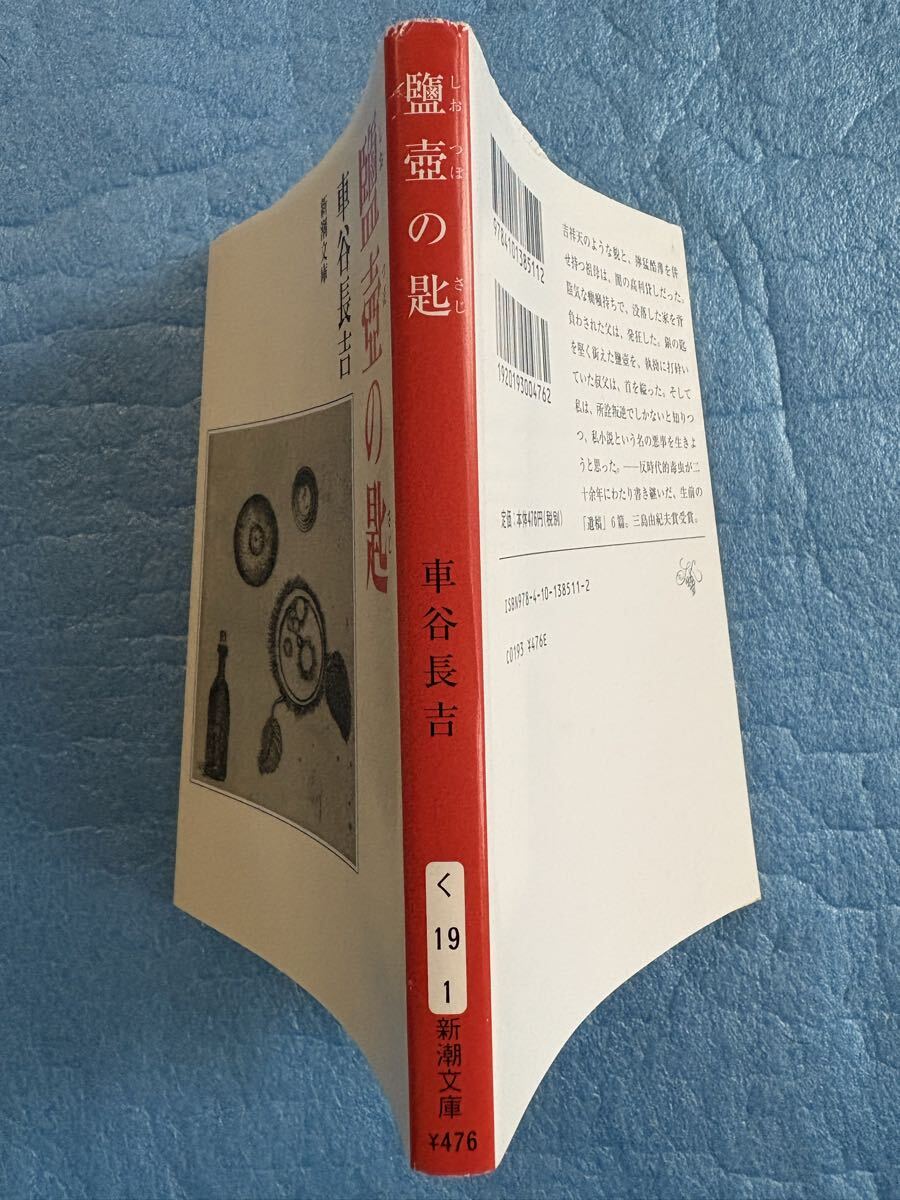 鹽壺の匙
しお つぼ さじ
車谷長吉
く
19
1
新潮文庫
¥476
鹽壺の匙
しお つぼ さじ
車谷長吉
新潮文庫
9784101385112
1920193004762
吉祥天のような貌と、獰猛酷薄を併
せ持つ祖母は、闇の高利貸しだった。
陰気な癇癪持ちで、没落した家を背
負わされた父は、発狂した。銀の匙
を堅く銜えた鹽壺を、執拗に打砕い
ていた叔父は、首を縊った。そして
私は、所詮叛逆でしかないと知りつ
つ、私小説という名の悪事を生きよ
うと思った。――反時代的毒虫が二
十余年にわたり書き継いだ、生前の
「遺稿」6篇。三島由紀夫賞受賞。
定価:本体476円(税別)
ISBN978-4-10-138511-2
C0193 ¥476E